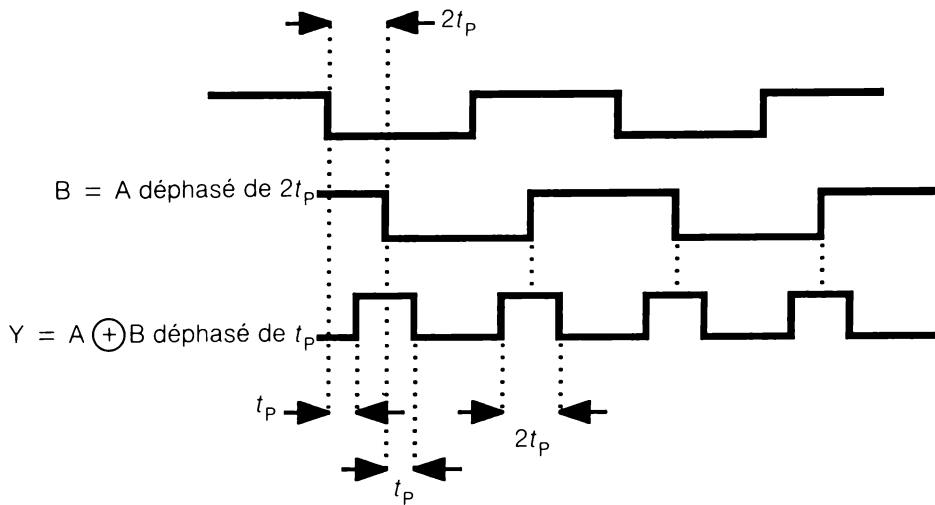 2tP
B = A déphasé de 2tP
Y = A ⊕ B déphasé de tP
tP
2tP
tP